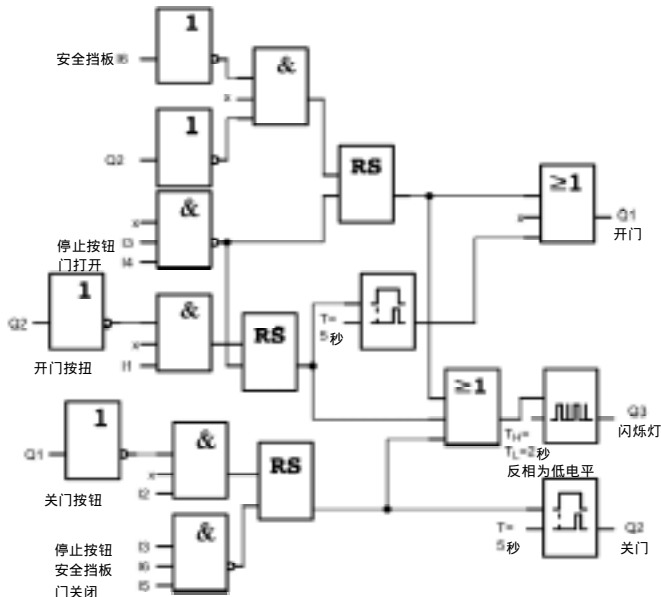 1
安全挡板 I6
&
x
1
Q2
RS
≥1
&
x
Q1
x
停止按钮 I3
开门
门打开 I4
1
&
T=
5秒
Q2
RS
x
开门按扭 I1
≥1
1
Q3
&
TH=
闪烁灯
TL=2秒
Q1
RS
反相为低电平
x
关门按钮 I2
&
T=
Q2
停止按钮 I3
5秒
关门
安全挡板 I6
门关闭 I5